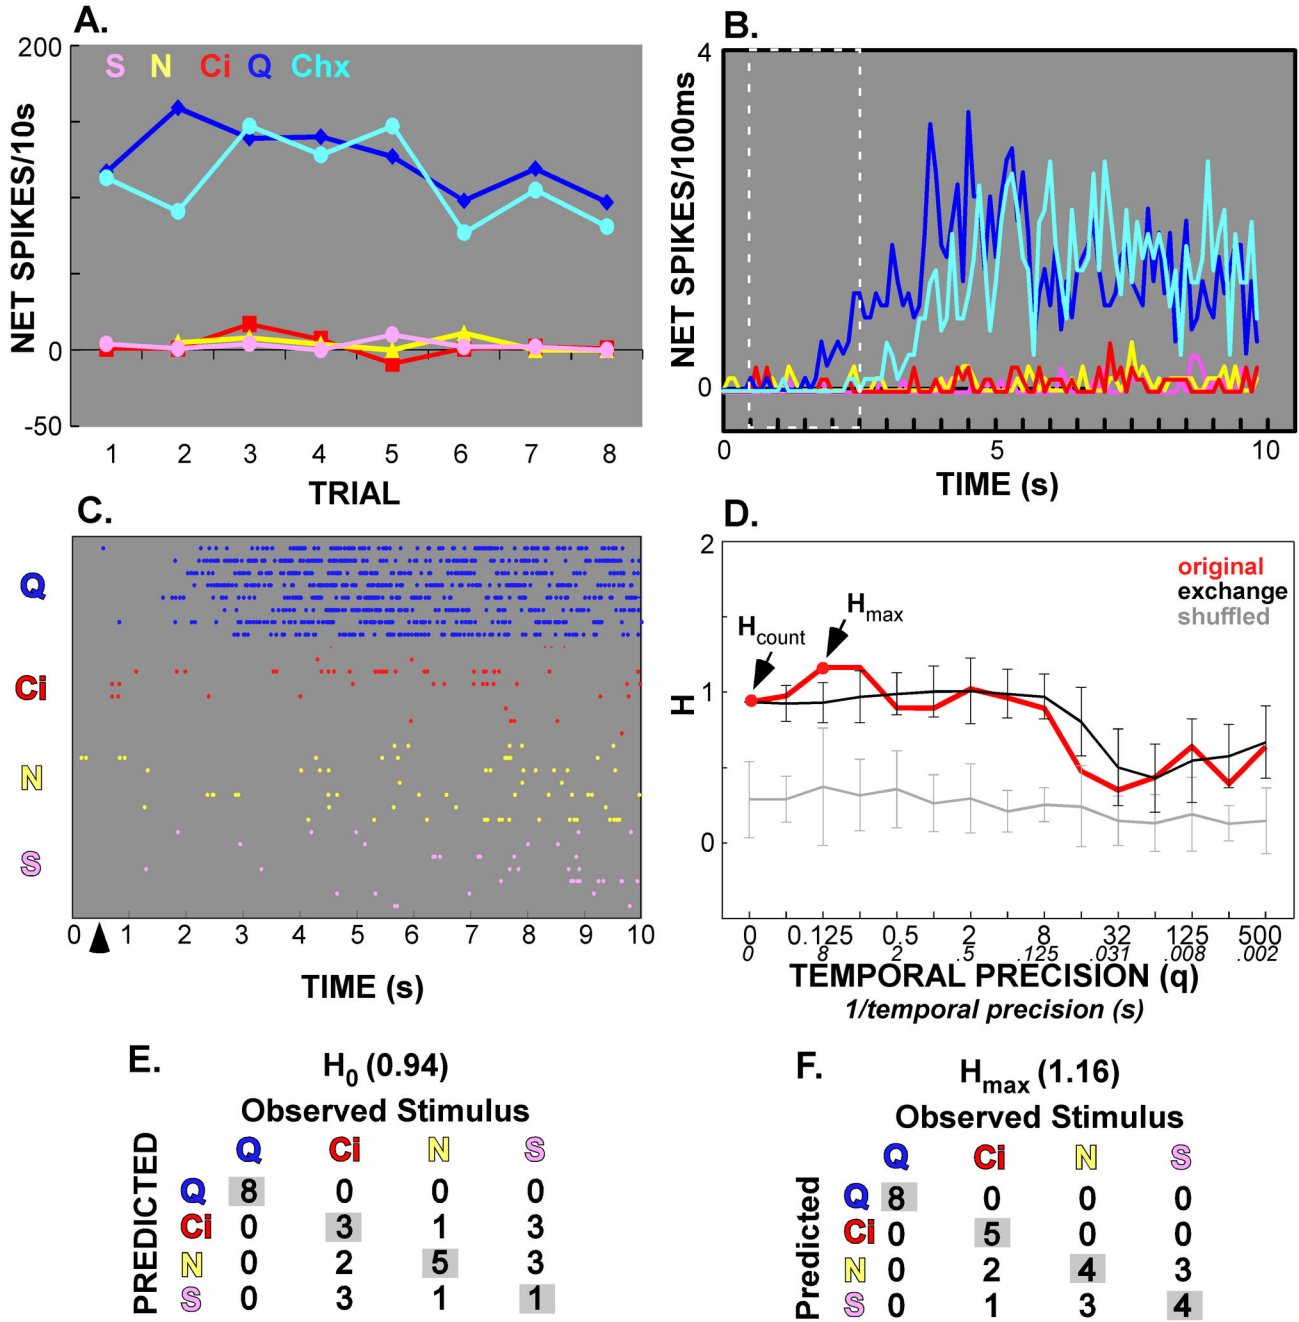 A.
200
S N Ci Q Chx
NET SPIKES/10s
0
-50
1 2 3 4 5 6 7 8
TRIAL
B.
4
NET SPIKES/100ms
0
0 5 10
TIME (s)
C.
Q
Ci
N
S
0 1 2 3 4 5 6 7 8 9 10
TIME (s)
D.
2
original
exchange
shuffled
Hmax
Hcount
H
1
0
0 0.125 0.5 2 8 32 125 500
0 8 2 .5 .125 .031 .008 .002
TEMPORAL PRECISION (q)
1/temporal precision (s)
E.
H0 (0.94)
Observed Stimulus
PREDICTED
Q Ci N S
Q 8 0 0 0
Ci 0 3 1 3
N 0 2 5 3
S 0 3 1 1
F.
Hmax (1.16)
Observed Stimulus
Predicted
Q Ci N S
Q 8 0 0 0
Ci 0 5 0 0
N 0 2 4 3
S 0 1 3 4